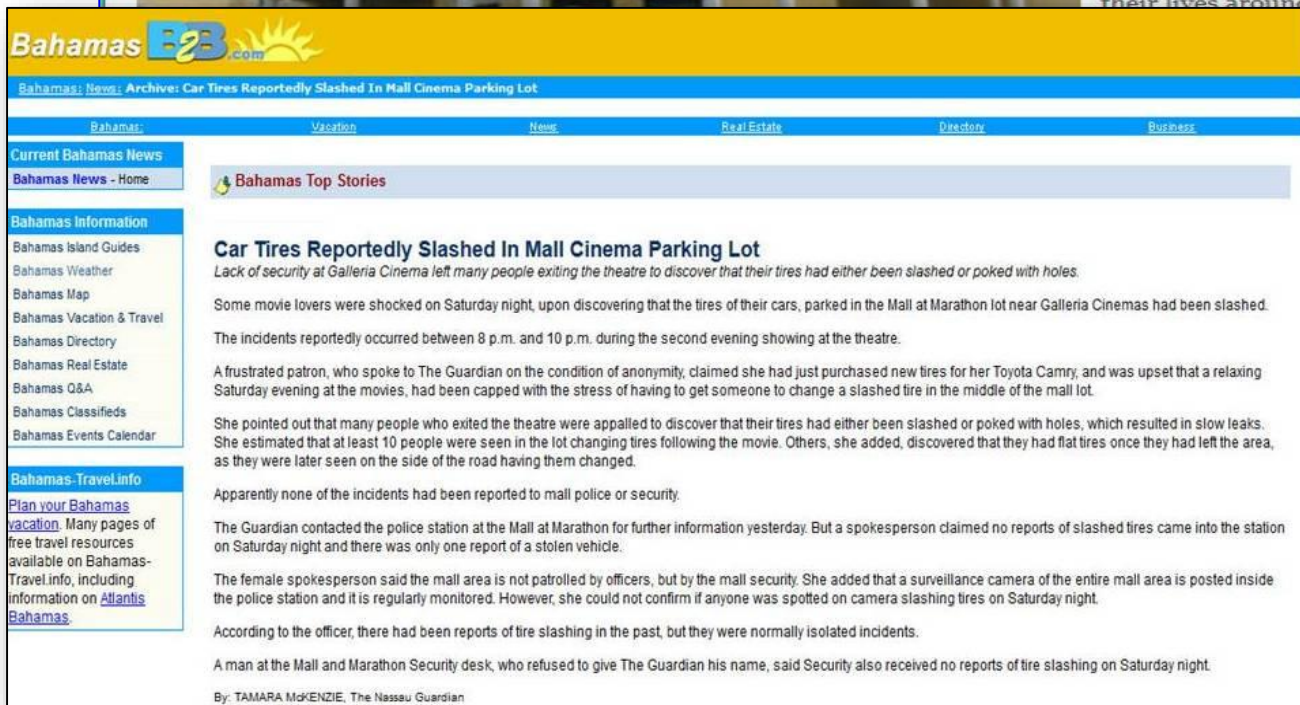 their lives around
Bahamas B2B.com
Bahamas: News: Archive: Car Tires Reportedly Slashed In Mall Cinema Parking Lot
Bahamas: Vacation News Real Estate Directory Business
Current Bahamas News
Bahamas News - Home
Bahamas Information
Bahamas Island Guides
Bahamas Weather
Bahamas Map
Bahamas Vacation & Travel
Bahamas Directory
Bahamas Real Estate
Bahamas Q&A
Bahamas Classifieds
Bahamas Events Calendar
Bahamas-Travel.info
Plan your Bahamas
vacation. Many pages of
free travel resources
available on Bahamas-
Travel.info, including
information on Atlantis
Bahamas.
Bahamas Top Stories
Car Tires Reportedly Slashed In Mall Cinema Parking Lot
Lack of security at Galleria Cinema left many people exiting the theatre to discover that their tires had either been slashed or poked with holes.
Some movie lovers were shocked on Saturday night, upon discovering that the tires of their cars, parked in the Mall at Marathon lot near Galleria Cinemas had been slashed.
The incidents reportedly occurred between 8 p.m. and 10 p.m. during the second evening showing at the theatre.
A frustrated patron, who spoke to The Guardian on the condition of anonymity, claimed she had just purchased new tires for her Toyota Camry, and was upset that a relaxing
Saturday evening at the movies, had been capped with the stress of having to get someone to change a slashed tire in the middle of the mall lot.
She pointed out that many people who exited the theatre were appalled to discover that their tires had either been slashed or poked with holes, which resulted in slow leaks.
She estimated that at least 10 people were seen in the lot changing tires following the movie. Others, she added, discovered that they had flat tires once they had left the area,
as they were later seen on the side of the road having them changed.
Apparently none of the incidents had been reported to mall police or security.
The Guardian contacted the police station at the Mall at Marathon for further information yesterday. But a spokesperson claimed no reports of slashed tires came into the station
on Saturday night and there was only one report of a stolen vehicle.
The female spokesperson said the mall area is not patrolled by officers, but by the mall security. She added that a surveillance camera of the entire mall area is posted inside
the police station and it is regularly monitored. However, she could not confirm if anyone was spotted on camera slashing tires on Saturday night.
According to the officer, there had been reports of tire slashing in the past, but they were normally isolated incidents.
A man at the Mall and Marathon Security desk, who refused to give The Guardian his name, said Security also received no reports of tire slashing on Saturday night.
By: TAMARA McKENZIE, The Nassau Guardian